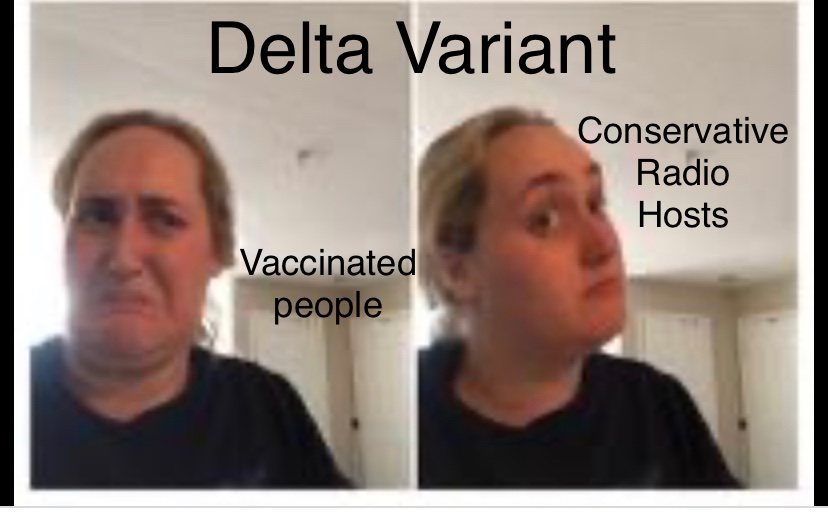 Delta Variant
Vaccinated
people
Conservative
Radio
Hosts